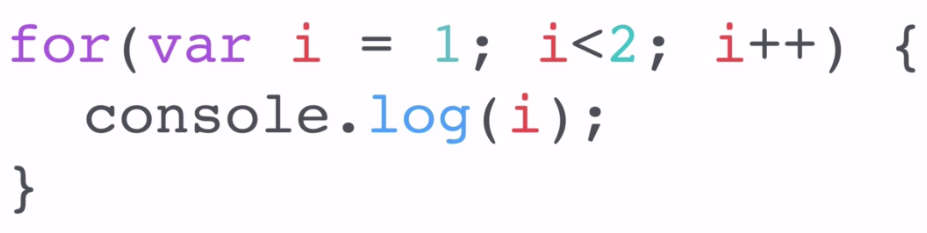 for(var i = 1; i<2; i++) {
  console.log(i);
}